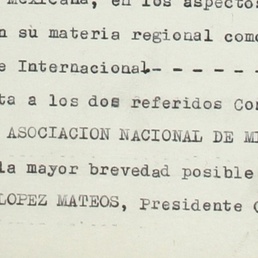 mexicana, en los aspectos
n su materia regional como
e Internacional.- - - - - -
ta a los dos referidos Con
ASOCIACION NACIONAL DE M
la mayor brevedad posible
LOPEZ MATEOS, Presidente